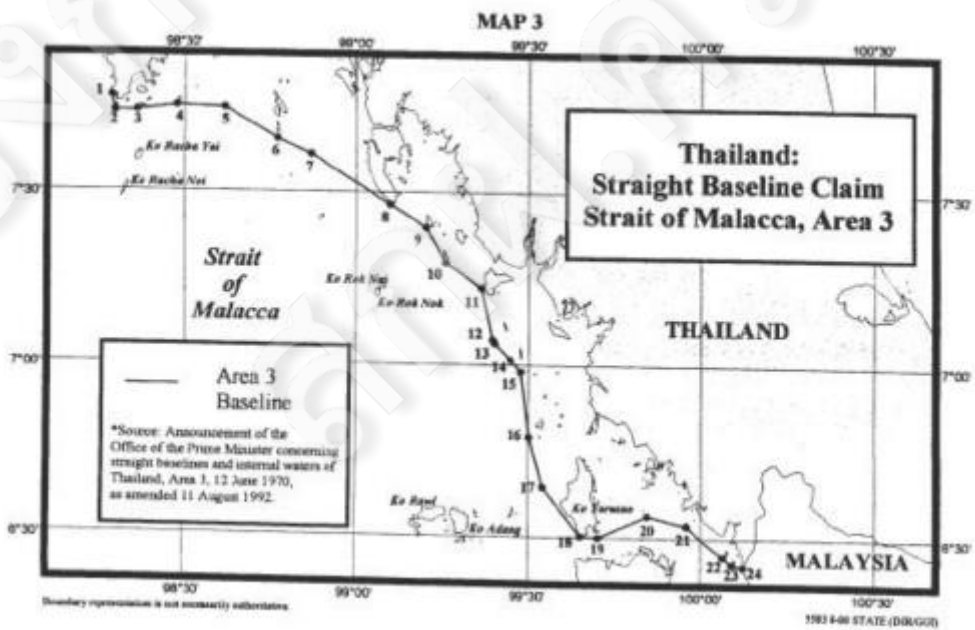 MAP 3
98°30'
99°00'
99°30'
100°00'
100°30'
1
2
3
4
5
6
7
8
9
10
11
12
13
14
15
16
17
18
19
20
21
22
23
24
Ko Racha Yai
Ko Racha Noi
7°30'
7°30'
Thailand:
Straight Baseline Claim
Strait of Malacca, Area 3
Strait
of
Malacca
Ko Rok Nai
Ko Rok Nok
THAILAND
7°00'
7°00'
Area 3
Baseline
*Source: Announcement of the
Office of the Prime Minister concerning
straight baselines and internal waters of
Thailand, Area 3, 12 June 1970,
as amended 11 August 1992.
Ko Rawi
Ko Adang
Ko Tarutao
6°30'
6°30'
MALAYSIA
98°30'
99°00'
99°30'
100°00'
100°30'
Boundary representation is not necessarily authoritative
STATE (DIR/GGI)